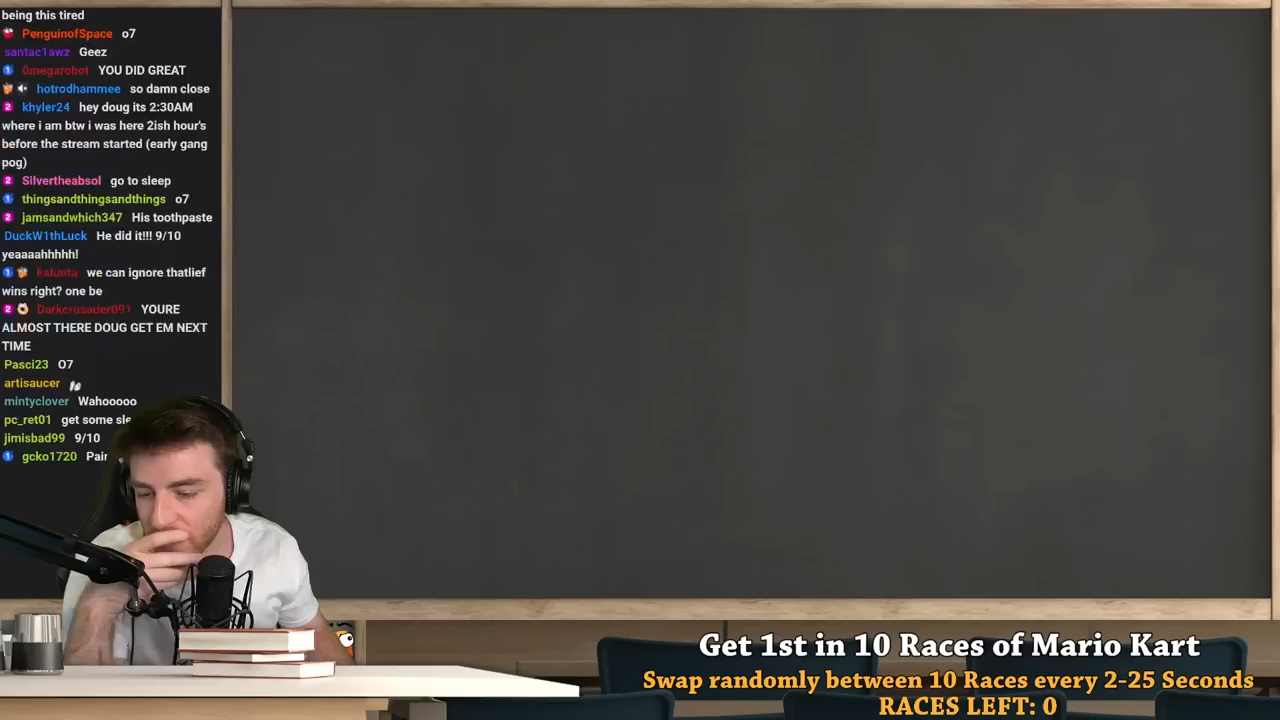 being this tired
PenguinofSpace o7
santac1awz Geez
0megarobot YOU DID GREAT
hotrodhammee so damn close
khyler24 hey doug its 2:30AM
where i am btw i was here 2ish hour's
before the stream started (early gang
pog)
Silvertheabsol go to sleep
thingsandthingsandthings o7
jamsandwhich347 His toothpaste
DuckW1thLuck He did it!!! 9/10
yeaaaahhhhh!
we can ignore thatlief
wins right? one be
Darkcrusader091 YOURE
ALMOST THERE DOUG GET EM NEXT
TIME
Pasci23 O7
artisaucer
mintyclover Wahooooo
pc_ret01 get some
jimisbad99 9/10
gcko1720
Get 1st in 10 Races of Mario Kart
Swap randomly between 10 Races every 2-25 Seconds
RACES LEFT: 0